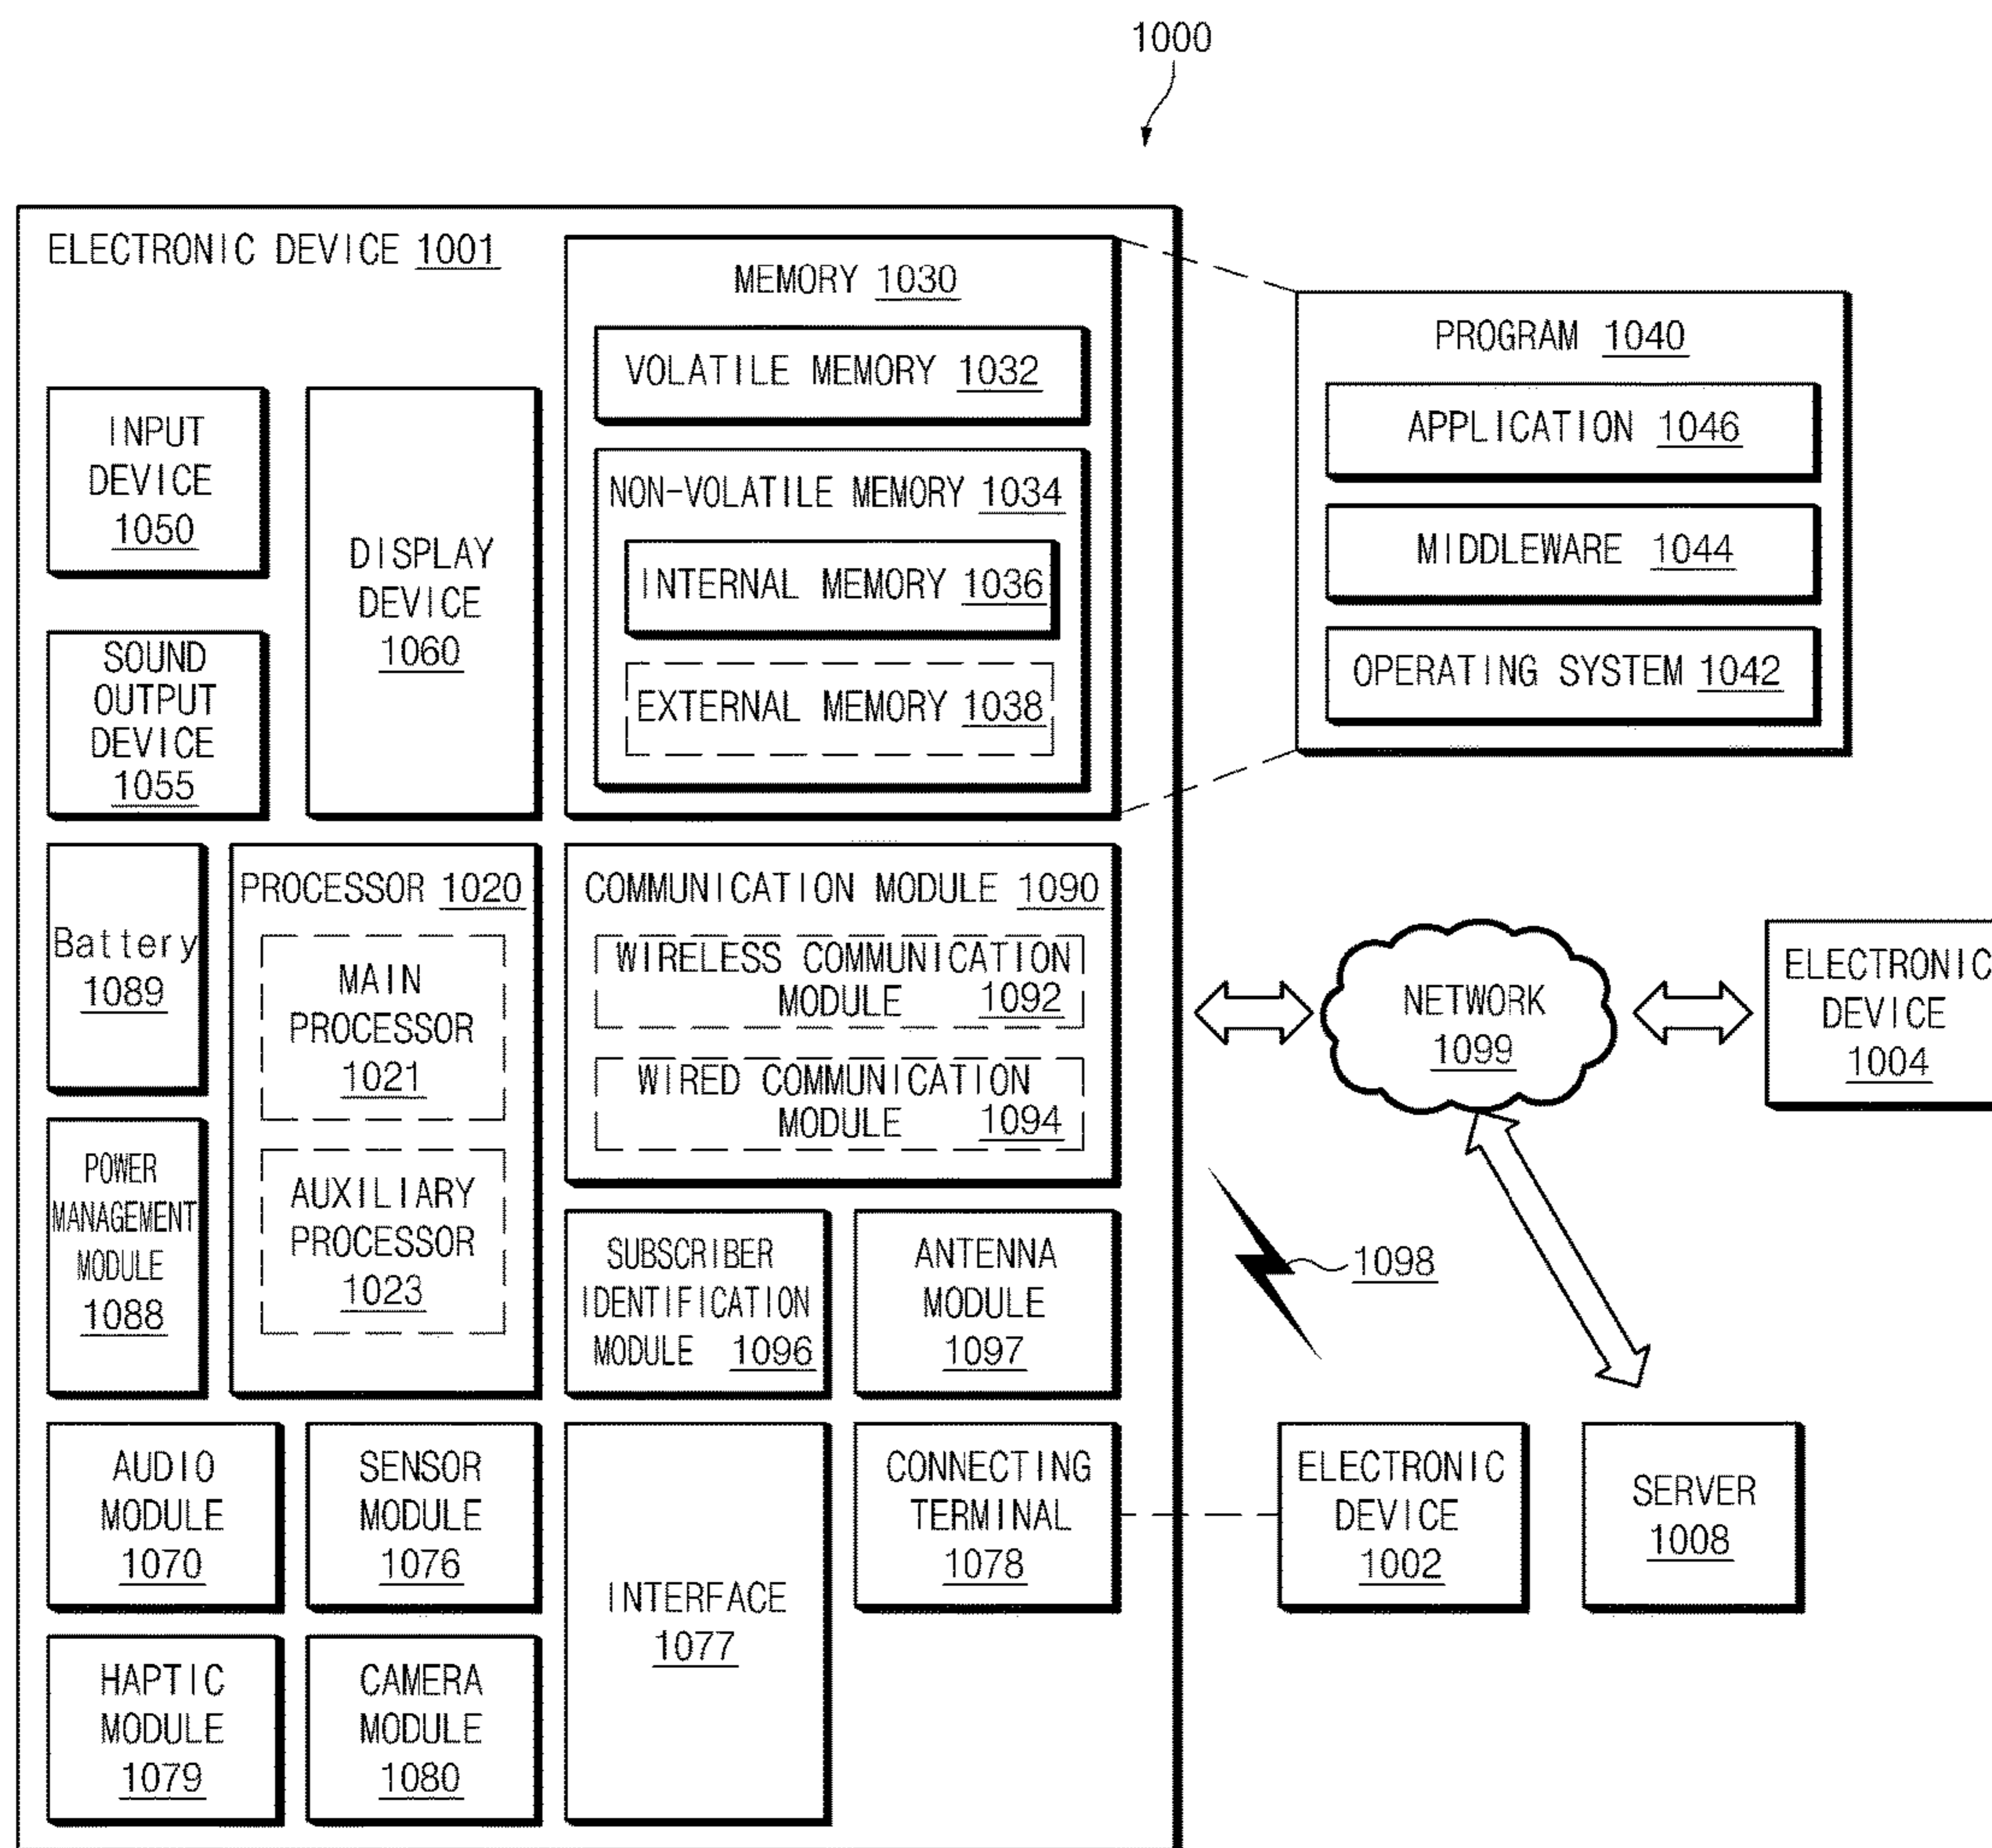 1000
ELECTRONIC DEVICE 1001
MEMORY 1030
VOLATILE MEMORY 1032
NON-VOLATILE MEMORY 1034
INTERNAL MEMORY 1036
EXTERNAL MEMORY 1038
PROGRAM 1040
APPLICATION 1046
MIDDLEWARE 1044
OPERATING SYSTEM 1042
INPUT
DEVICE
1050
DISPLAY
DEVICE
1060
SOUND
OUTPUT
DEVICE
1055
Battery
1089
PROCESSOR 1020
MAIN
PROCESSOR
1021
AUXILIARY
PROCESSOR
1023
POWER
MANAGEMENT
MODULE
1088
COMMUNICATION MODULE 1090
WIRELESS COMMUNICATION
MODULE 1092
WIRED COMMUNICATION
MODULE 1094
SUBSCRIBER
IDENTIFICATION
MODULE 1096
ANTENNA
MODULE
1097
NETWORK
1099
ELECTRONIC
DEVICE
1004
1098
AUDIO
MODULE
1070
SENSOR
MODULE
1076
INTERFACE
1077
CONNECTING
TERMINAL
1078
ELECTRONIC
DEVICE
1002
SERVER
1008
HAPTIC
MODULE
1079
CAMERA
MODULE
1080